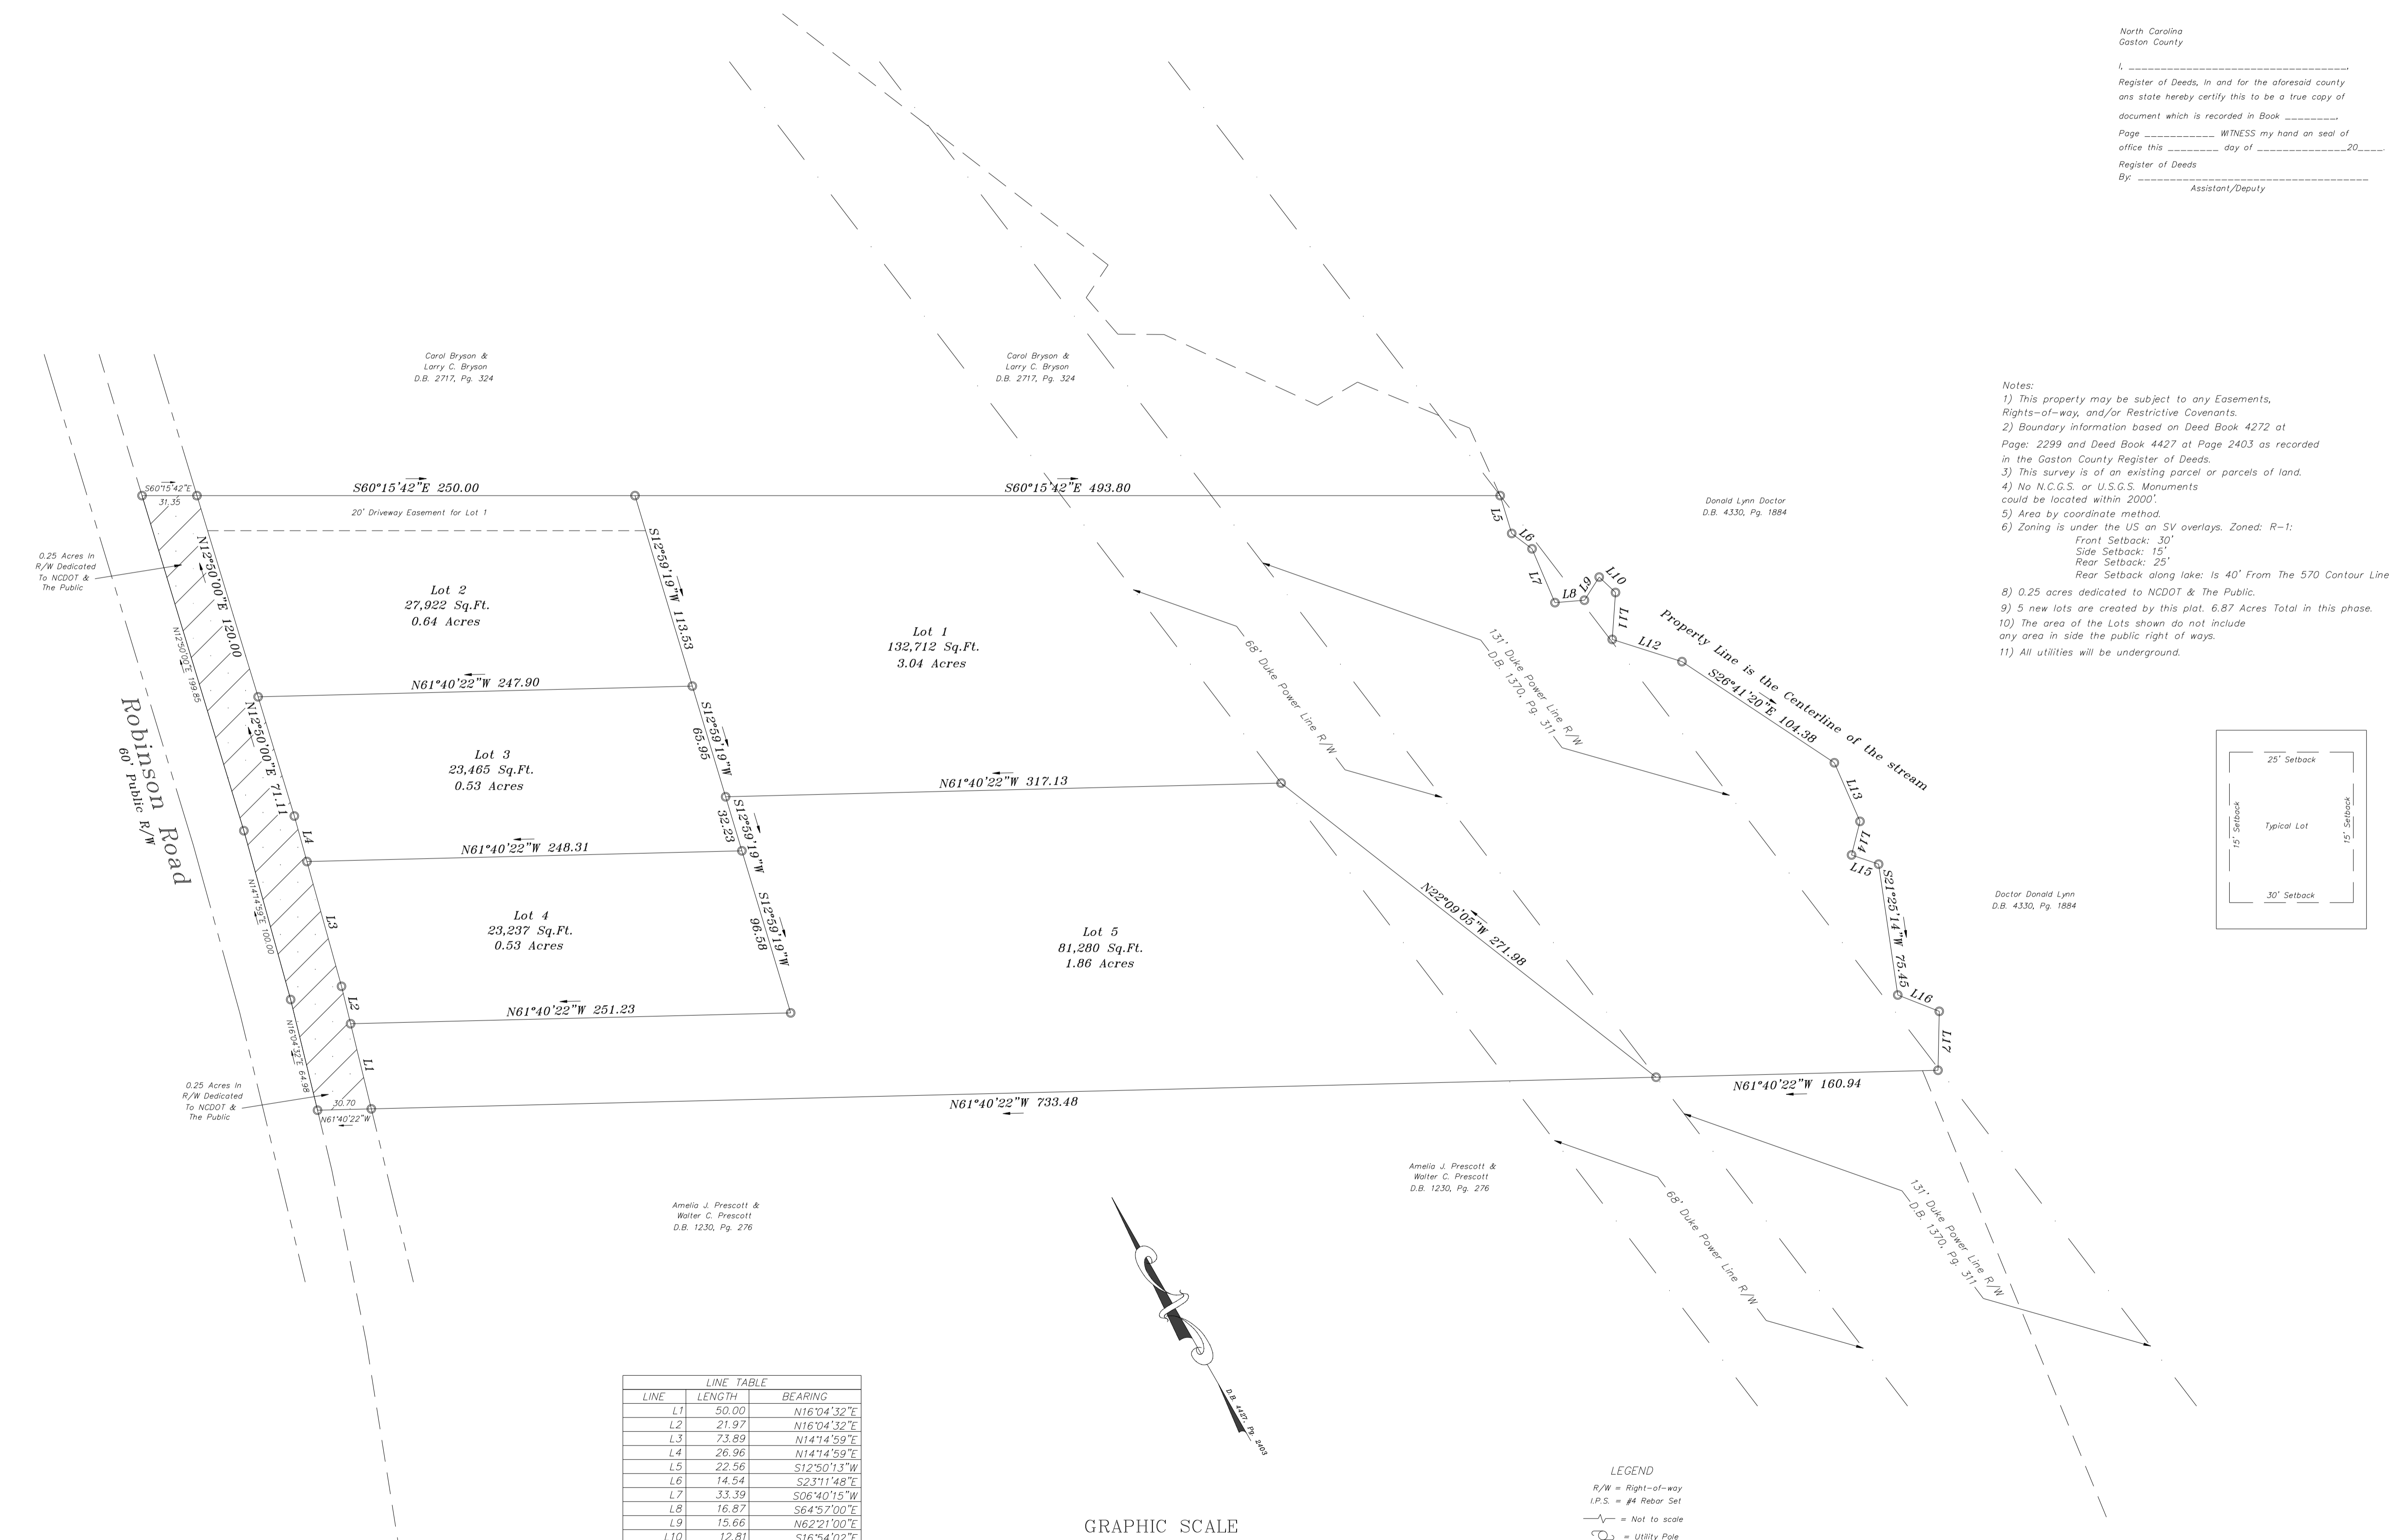 North Carolina
Gaston County
I, __________________________________,
Register of Deeds, In and for the aforesaid county
ans state hereby certify this to be a true copy of
document which is recorded in Book ________,
Page ___________ WITNESS my hand an seal of
office this ________ day of ______________20____.
Register of Deeds
By: ____________________________________
Assistant/Deputy
Carol Bryson &
Larry C. Bryson
D.B. 2717, Pg. 324
Carol Bryson &
Larry C. Bryson
D.B. 2717, Pg. 324
Notes:
1) This property may be subject to any Easements,
Rights-of-way, and/or Restrictive Covenants.
2) Boundary information based on Deed Book 4272 at
Page: 2299 and Deed Book 4427 at Page 2403 as recorded
in the Gaston County Register of Deeds.
3) This survey is of an existing parcel or parcels of land.
4) No N.C.G.S. or U.S.G.S. Monuments
could be located within 2000'.
5) Area by coordinate method.
6) Zoning is under the US an SV overlays. Zoned: R-1:
Front Setback: 30'
Side Setback: 15'
Rear Setback: 25'
Rear Setback along lake: Is 40' From The 570 Contour Line
8) 0.25 acres dedicated to NCDOT & The Public.
9) 5 new lots are created by this plat. 6.87 Acres Total in this phase.
10) The area of the Lots shown do not include
any area in side the public right of ways.
11) All utilities will be underground.
S60°15'42"E
31.35
S60°15'42"E 250.00
S60°15'42"E 493.80
20' Driveway Easement for Lot 1
Donald Lynn Doctor
D.B. 4330, Pg. 1884
0.25 Acres In
R/W Dedicated
To NCDOT &
The Public
N12°50'00"E 120.00
N12°50'00"E 199.85
Lot 2
27,922 Sq.Ft.
0.64 Acres
S12°59'19"W 113.53
Lot 1
132,712 Sq.Ft.
3.04 Acres
68' Duke Power Line R/W
131' Duke Power Line R/W
D.B. 1370, Pg. 311
L5
L6
L7
L8
L9
L10
L11
L12
Property Line is the Centerline of the stream
S26°41'20"E 104.38
L13
L14
L15
S21°25'14"W 75.45
L16
L17
N61°40'22"W 247.90
Robinson Road
60' Public R/W
N12°50'00"E 71.11
Lot 3
23,465 Sq.Ft.
0.53 Acres
S12°59'19"W
65.95
N61°40'22"W 317.13
S12°59'19"W
32.23
L4
N61°40'22"W 248.31
N14°14'59"E 100.00
L3
Lot 4
23,237 Sq.Ft.
0.53 Acres
S12°59'19"W
96.58
Lot 5
81,280 Sq.Ft.
1.86 Acres
N22°09'05"W 271.98
Doctor Donald Lynn
D.B. 4330, Pg. 1884
25' Setback
15' Setback
Typical Lot
15' Setback
30' Setback
L2
N61°40'22"W 251.23
N16°04'32"E 64.98
L1
0.25 Acres In
R/W Dedicated
To NCDOT &
The Public
30.70
N61°40'22"W
N61°40'22"W 733.48
N61°40'22"W 160.94
Amelia J. Prescott &
Walter C. Prescott
D.B. 1230, Pg. 276
Amelia J. Prescott &
Walter C. Prescott
D.B. 1230, Pg. 276
68' Duke Power Line R/W
131' Duke Power Line R/W
D.B. 1370, Pg. 311
D.B. 4427, Pg. 2403
LINE TABLE
LINE LENGTH BEARING
L1 50.00 N16°04'32"E
L2 21.97 N16°04'32"E
L3 73.89 N14°14'59"E
L4 26.96 N14°14'59"E
L5 22.56 S12°50'13"W
L6 14.54 S23°11'48"E
L7 33.39 S06°40'15"W
L8 16.87 S64°57'00"E
L9 15.66 N62°21'00"E
L10 12.81 S16°54'02"E
GRAPHIC SCALE
LEGEND
R/W = Right-of-way
I.P.S. = #4 Rebar Set
= Not to scale
= Utility Pole